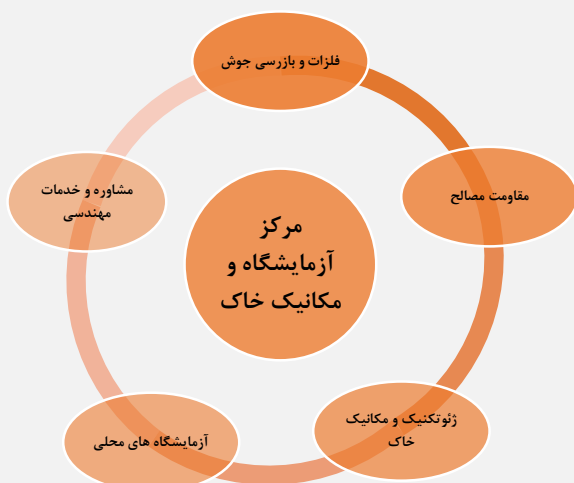 فلزات و بازرسی جوش
مقاومت مصالح
ژئوتکنیک و مکانیک
خاک
آزمایشگاه های محلی
مشاوره و خدمات
مهندسی
مرکز
آزمایشگاه و
مکانیک خاک